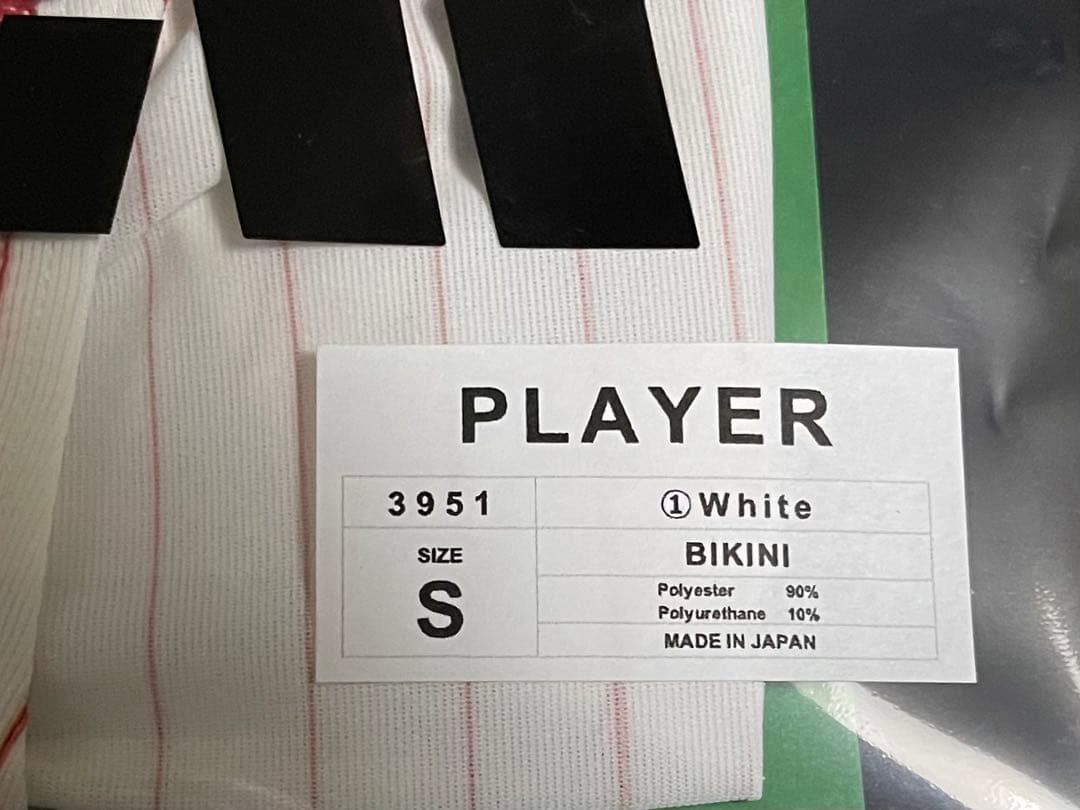 PLAYER
3951
①White
SIZE
S
BIKINI
Polyester 90%
Polyurethane 10%
MADE IN JAPAN